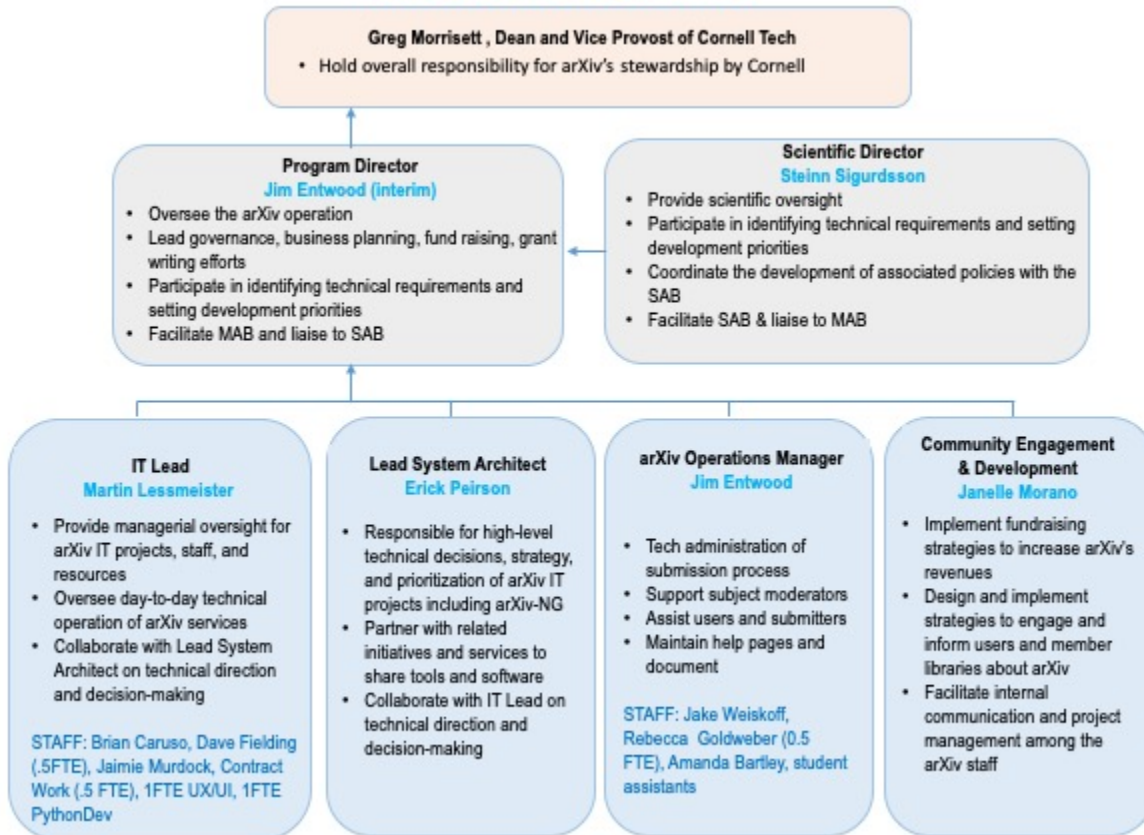 Greg Morrisett , Dean and Vice Provost of Cornell Tech
• Hold overall responsibility for arXiv's stewardship by Cornell
Program Director
Jim Entwood (interim)
• Oversee the arXiv operation
• Lead governance, business planning, fund raising, grant
writing efforts
• Participate in identifying technical requirements and
setting development priorities
• Facilitate MAB and liaise to SAB
Scientific Director
Steinn Sigurdsson
• Provide scientific oversight
• Participate in identifying technical requirements and setting
development priorities
• Coordinate the development of associated policies with the
SAB
• Facilitate SAB & liaise to MAB
IT Lead
Martin Lessmeister
• Provide managerial oversight for
arXiv IT projects, staff, and
resources
• Oversee day-to-day technical
operation of arXiv services
• Collaborate with Lead System
Architect on technical direction
and decision-making
STAFF: Brian Caruso, Dave Fielding
(.5FTE), Jaimie Murdock, Contract
Work (.5 FTE), 1FTE UX/UI, 1FTE
PythonDev
Lead System Architect
Erick Peirson
• Responsible for high-level
technical decisions, strategy,
and prioritization of arXiv IT
projects including arXiv-NG
• Partner with related
initiatives and services to
share tools and software
• Collaborate with IT Lead on
technical direction and
decision-making
arXiv Operations Manager
Jim Entwood
• Tech administration of
submission process
• Support subject moderators
• Assist users and submitters
• Maintain help pages and
document
STAFF: Jake Weiskoff,
Rebecca Goldweber (0.5
FTE), Amanda Bartley, student
assistants
Community Engagement
& Development
Janelle Morano
• Implement fundraising
strategies to increase arXiv's
revenues
• Design and implement
strategies to engage and
inform users and member
libraries about arXiv
• Facilitate internal
communication and project
management among the
arXiv staff